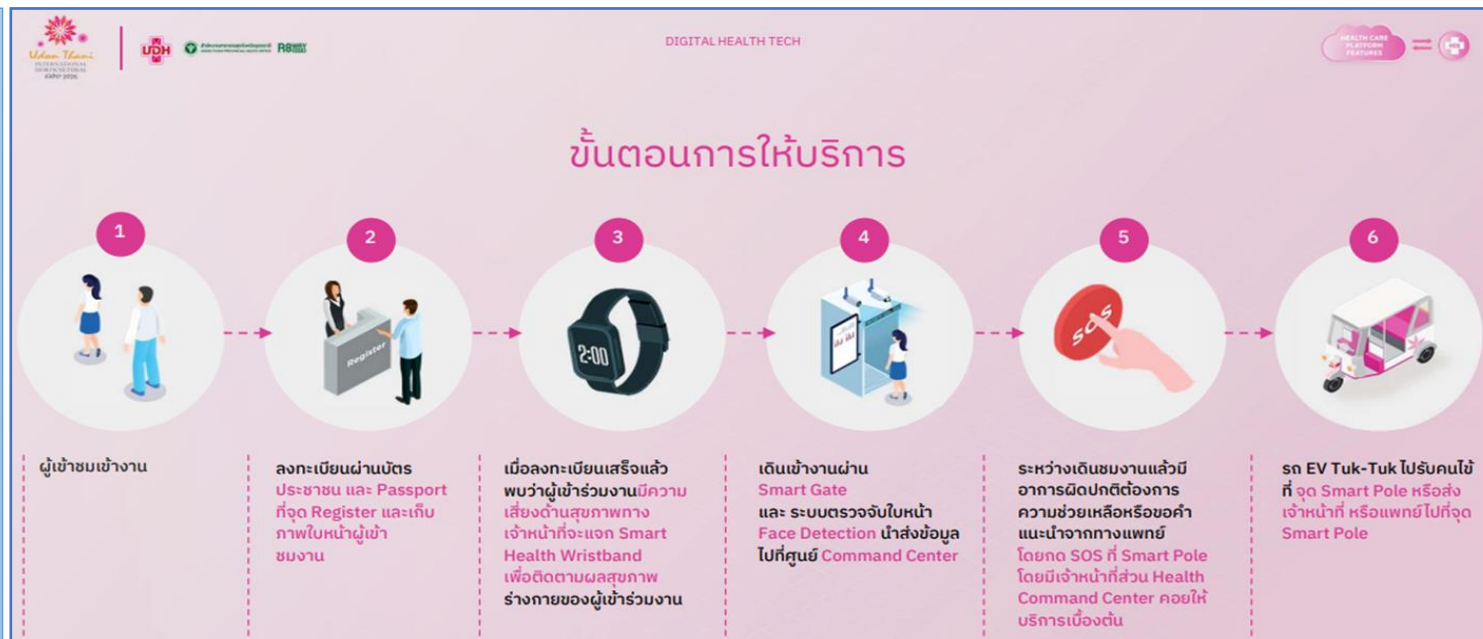 Udon Thani
INTERNATIONAL
HORTICULTURAL
EXPO 2026
UDH
R8WAY
DIGITAL HEALTH TECH
HEALTH CARE
PLATFORM
FEATURES
ขั้นตอนการให้บริการ
1
2
3
4
5
6
Register
2:00
SOS
ผู้เข้าชมเข้างาน
ลงทะเบียนผ่านบัตร
ประชาชน และ Passport
ที่จุด Register และเก็บ
ภาพใบหน้าผู้เข้า
ชมงาน
เมื่อลงทะเบียนเสร็จแล้ว
พบว่าผู้เข้าร่วมงานมีความ
เสี่ยงด้านสุขภาพทาง
เจ้าหน้าที่จะแจก Smart
Health Wristband
เพื่อติดตามผลสุขภาพ
ร่างกายของผู้เข้าร่วมงาน
เดินเข้างานผ่าน
Smart Gate
และ ระบบตรวจจับใบหน้า
Face Detection นำส่งข้อมูล
ไปที่ศูนย์ Command Center
ระหว่างเดินชมงานแล้วมี
อาการผิดปกติต้องการ
ความช่วยเหลือหรือขอคำ
แนะนำจากทางแพทย์
โดยกด SOS ที่ Smart Pole
โดยมีเจ้าหน้าที่ส่วน Health
Command Center คอยให้
บริการเบื้องต้น
รถ EV Tuk-Tuk ไปรับคนไข้
ที่ จุด Smart Pole หรือส่ง
เจ้าหน้าที่ หรือแพทย์ไปที่จุด
Smart Pole